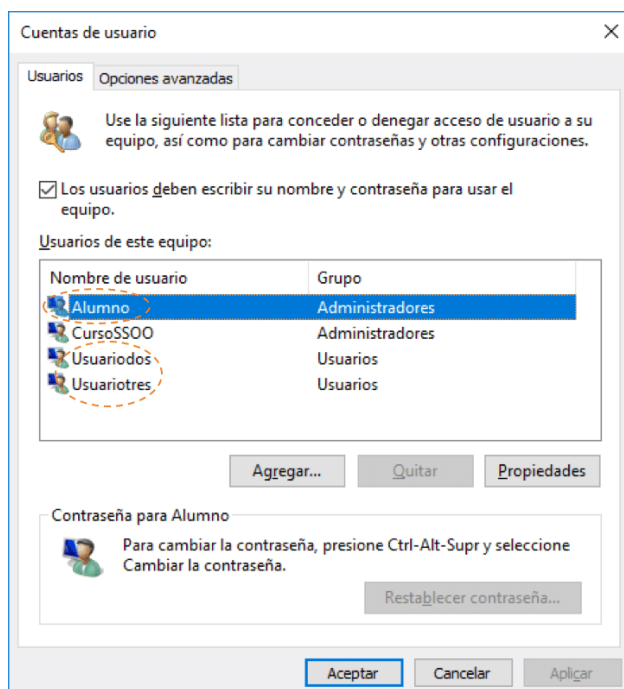 Cuentas de usuario
Usuarios Opciones avanzadas
Use la siguiente lista para conceder o denegar acceso de usuario a su
equipo, así como para cambiar contraseñas y otras configuraciones.
Los usuarios deben escribir su nombre y contraseña para usar el
equipo.
Usuarios de este equipo:
Nombre de usuario Grupo
Alumno Administradores
CursoSSOO Administradores
Usuariodos Usuarios
Usuariotres Usuarios
Agregar... Quitar Propiedades
Contraseña para Alumno
Para cambiar la contraseña, presione Ctrl-Alt-Supr y seleccione
Cambiar la contraseña.
Restablecer contraseña...
Aceptar Cancelar Aplicar